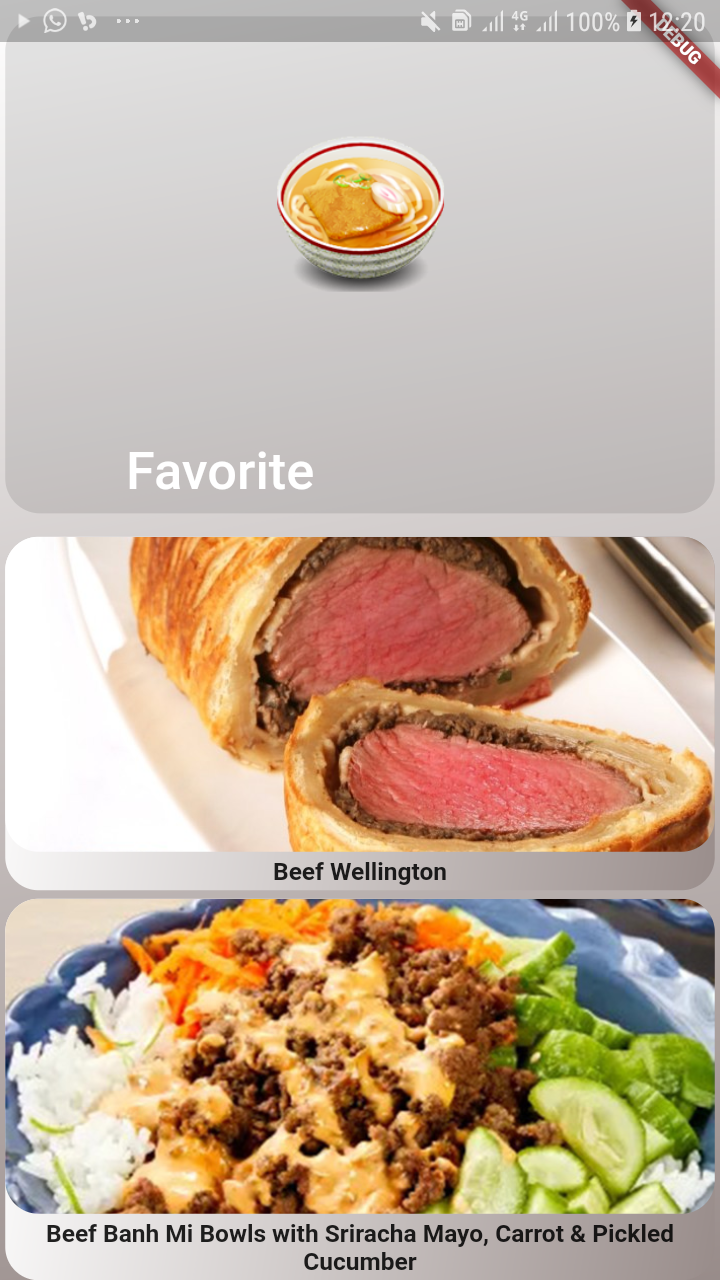 4G 100% 12:20
DEBUG
Favorite
Beef Wellington
Beef Banh Mi Bowls with Sriracha Mayo, Carrot & Pickled
Cucumber